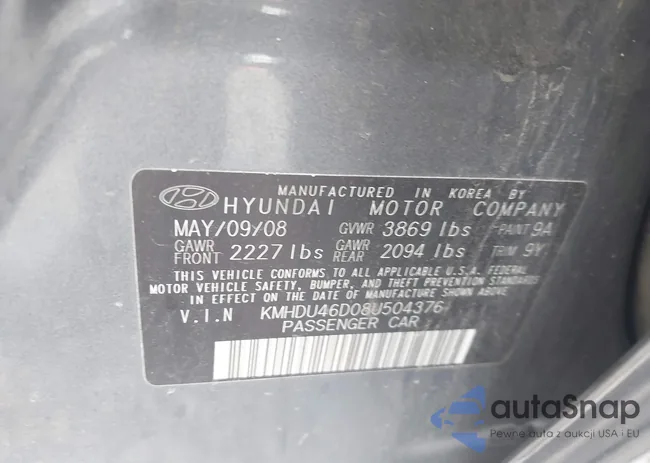 MANUFACTURED IN KOREA BY
HYUNDAI MOTOR COMPANY
MAY/09/08 GVWR 3869 lbs PAINT 9A
GAWR FRONT 2227 lbs GAWR REAR 2094 lbs TRIM 9Y
THIS VEHICLE CONFORMS TO ALL APPLICABLE U.S.A. FEDERAL
MOTOR VEHICLE SAFETY, BUMPER, AND THEFT PREVENTION STANDARDS
IN EFFECT ON THE DATE OF MANUFACTURE SHOWN ABOVE.
V.I.N KMHDU46D08U504376
PASSENGER CAR
autaSnap
Pewne auta z aukcji USA i EU